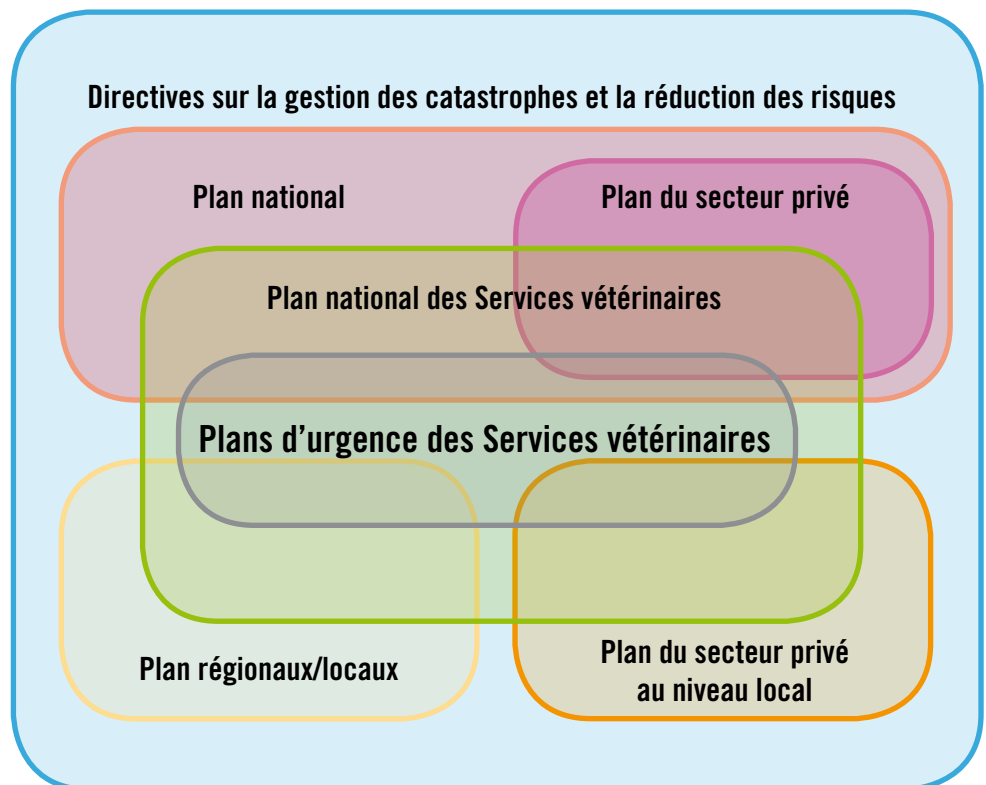 Directives sur la gestion des catastrophes et la réduction des risques
Plan national
Plan du secteur privé
Plan national des Services vétérinaires
Plans d’urgence des Services vétérinaires
Plan régionaux/locaux
Plan du secteur privé
au niveau local